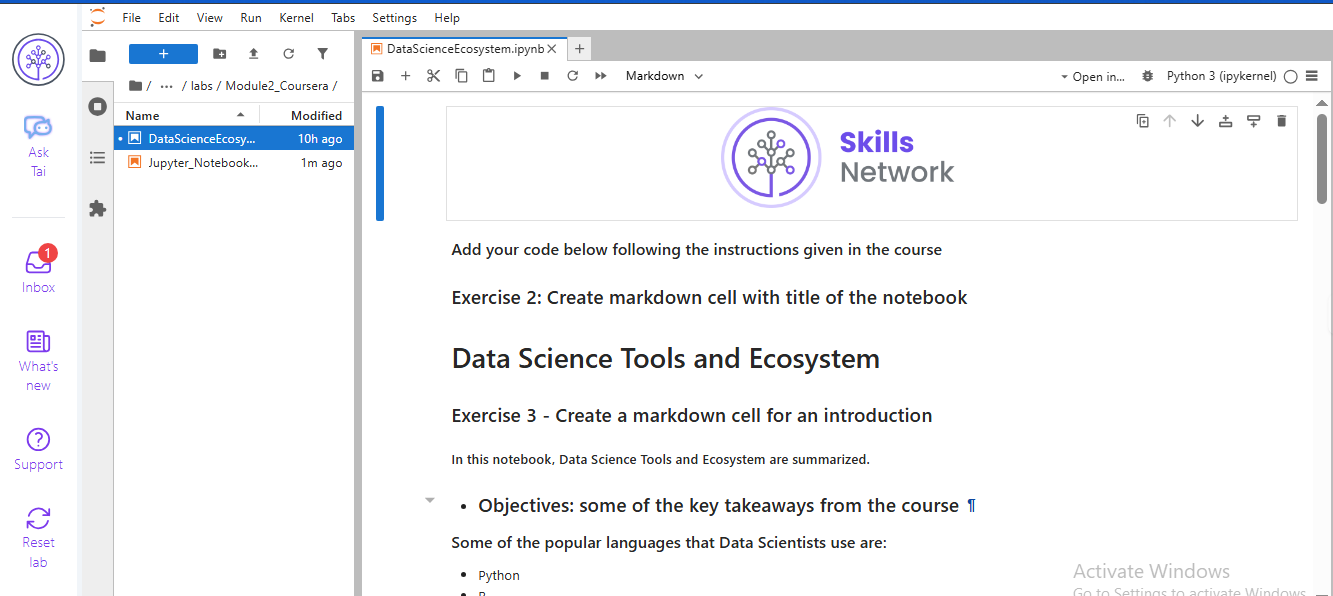 File Edit View Run Kernel Tabs Settings Help
DataScienceEcosystem.ipynb
Markdown
Open in...
Python 3 (ipykernel)
/ ... / labs / Module2_Coursera /
Name Modified
DataScienceEcosy... 10h ago
Jupyter_Notebook... 1m ago
Ask
Tai
1
Inbox
What's
new
Support
Reset
lab
Skills
Network
Add your code below following the instructions given in the course
Exercise 2: Create markdown cell with title of the notebook
Data Science Tools and Ecosystem
Exercise 3 - Create a markdown cell for an introduction
In this notebook, Data Science Tools and Ecosystem are summarized.
• Objectives: some of the key takeaways from the course ¶
Some of the popular languages that Data Scientists use are:
• Python
Activate Windows
Go to Settings to activate Windows.